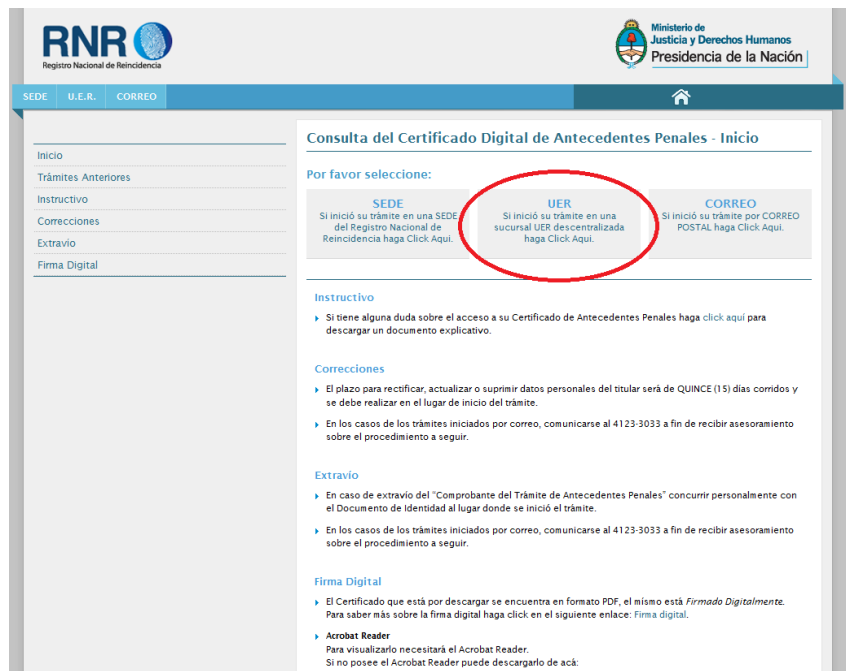 RNR
Registro Nacional de Reincidencia
Ministerio de
Justicia y Derechos Humanos
Presidencia de la Nación
SEDE U.E.R. CORREO
Inicio
Trámites Anteriores
Instructivo
Correcciones
Extravío
Firma Digital
Consulta del Certificado Digital de Antecedentes Penales - Inicio
Por favor seleccione:
SEDE
Si inició su trámite en una SEDE
del Registro Nacional de
Reincidencia haga Click Aqui.
UER
Si inició su trámite en una
sucursal UER descentralizada
haga Click Aqui.
CORREO
Si inició su trámite por CORREO
POSTAL haga Click Aqui.
Instructivo
Si tiene alguna duda sobre el acceso a su Certificado de Antecedentes Penales haga click aquí para
descargar un documento explicativo.
Correcciones
El plazo para rectificar, actualizar o suprimir datos personales del titular será de QUINCE (15) días corridos y
se debe realizar en el lugar de inicio del trámite.
En los casos de los trámites iniciados por correo, comunicarse al 4123-3033 a fin de recibir asesoramiento
sobre el procedimiento a seguir.
Extravío
En caso de extravío del "Comprobante del Trámite de Antecedentes Penales" concurrir personalmente con
el Documento de Identidad al lugar donde se inició el trámite.
En los casos de los trámites iniciados por correo, comunicarse al 4123-3033 a fin de recibir asesoramiento
sobre el procedimiento a seguir.
Firma Digital
El Certificado que está por descargar se encuentra en formato PDF, el mismo está Firmado Digitalmente.
Para saber más sobre la firma digital haga click en el siguiente enlace: Firma digital.
Acrobat Reader
Para visualizarlo necesitará el Acrobat Reader.
Si no posee el Acrobat Reader puede descargarlo de acá: